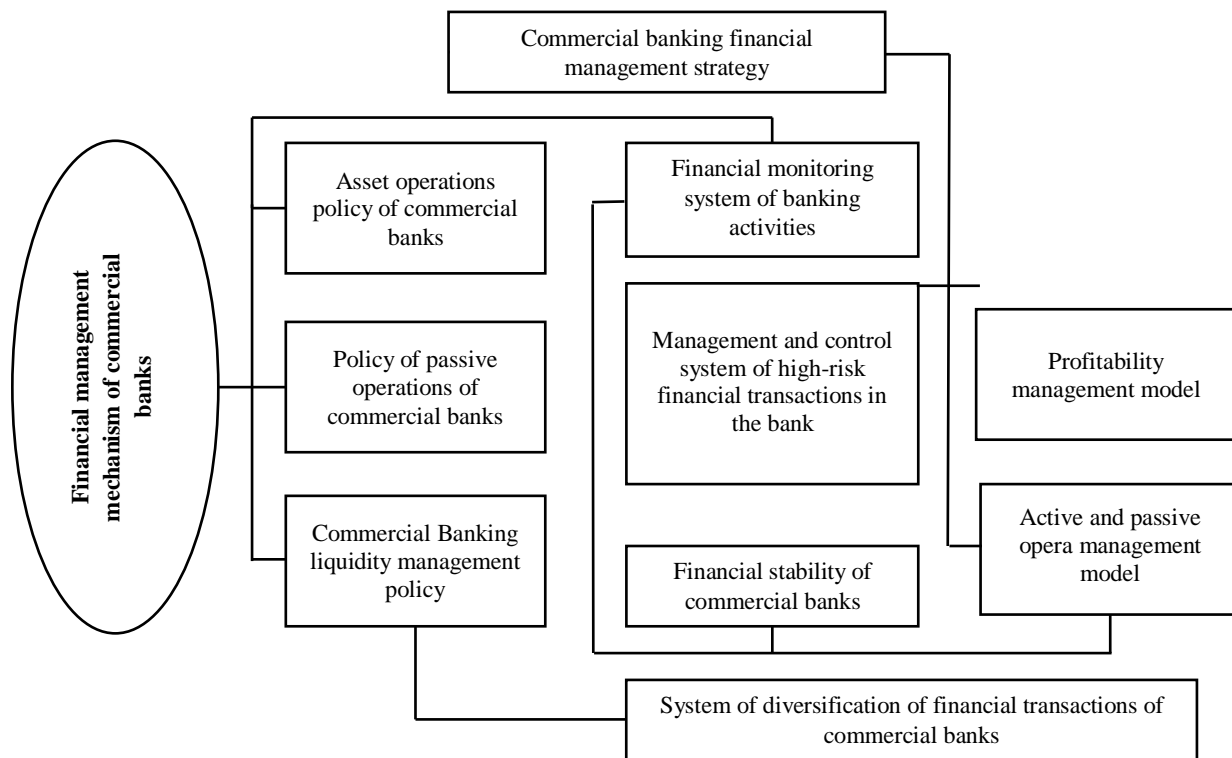 Commercial banking financial
management strategy
Financial management
mechanism of commercial
banks
Asset operations
policy of commercial
banks
Financial monitoring
system of banking
activities
Policy of passive
operations of
commercial banks
Management and control
system of high-risk
financial transactions in
the bank
Profitability
management model
Commercial Banking
liquidity management
policy
Financial stability of
commercial banks
Active and passive
opera management
model
System of diversification of financial transactions of
commercial banks